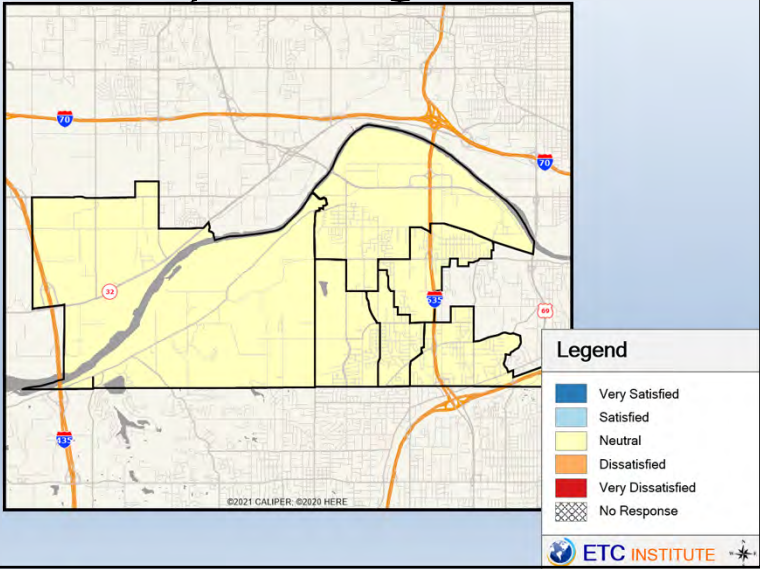 70
70
32
635
69
435
©2021 CALIPER; ©2020 HERE
Legend
Very Satisfied
Satisfied
Neutral
Dissatisfied
Very Dissatisfied
No Response
ETC INSTITUTE